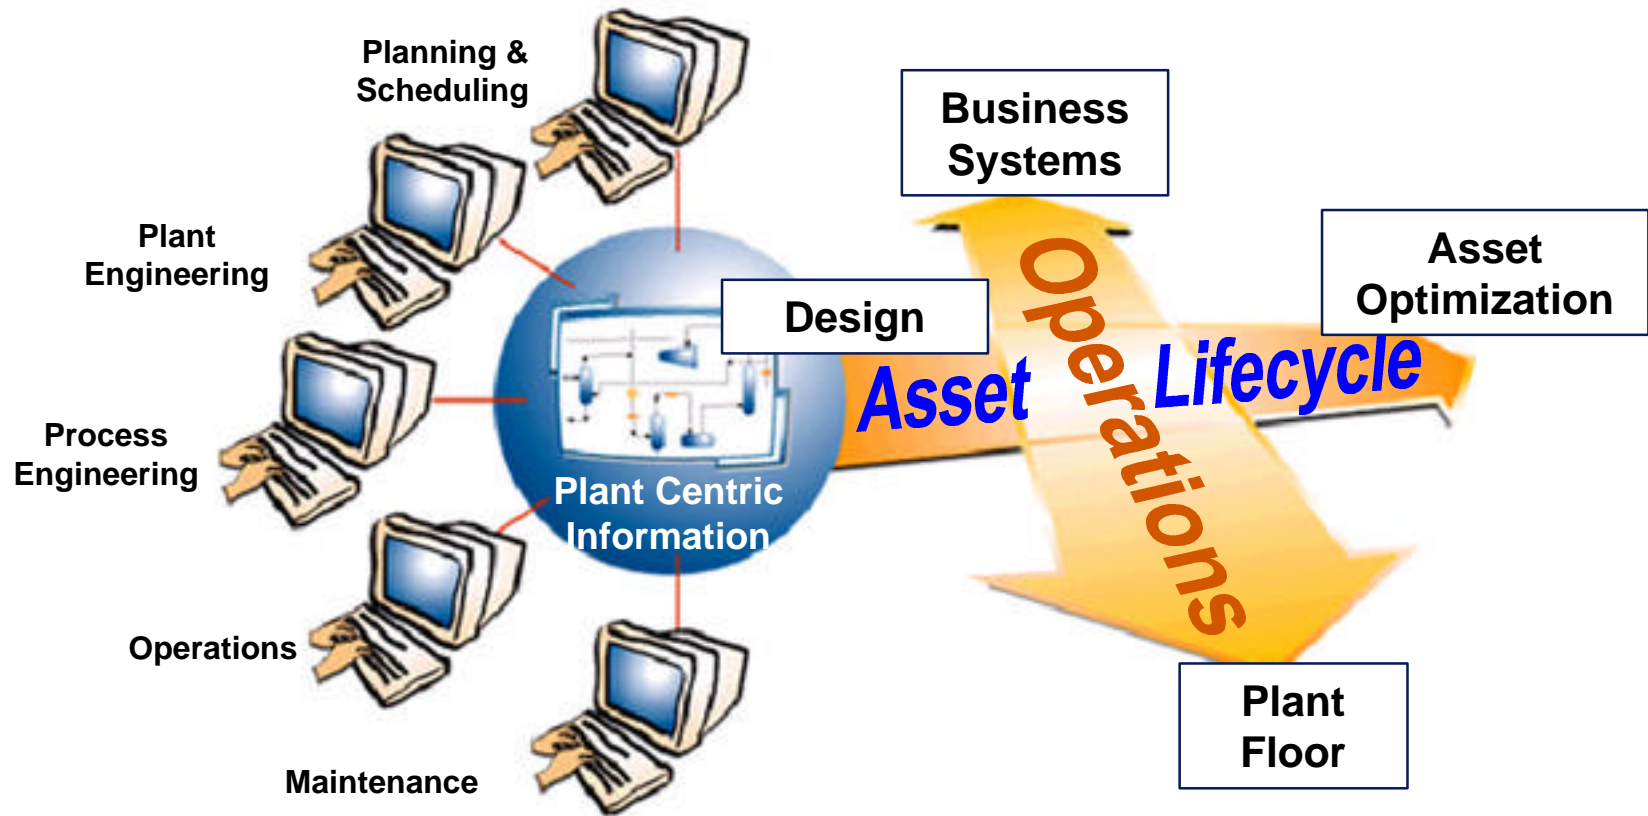 Planning &
Scheduling
Plant
Engineering
Process
Engineering
Operations
Maintenance
Plant Centric
Information
Design
Business
Systems
Asset
Optimization
Asset Lifecycle
Operations
Plant
Floor